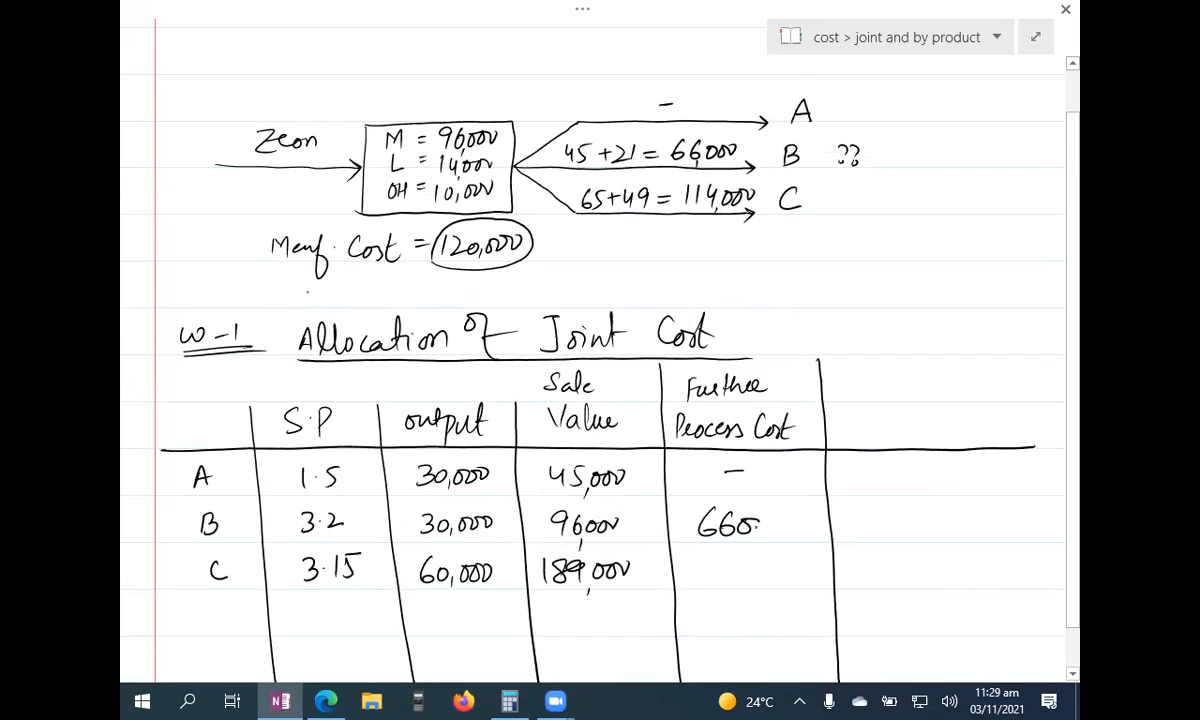 cost > joint and by product
Zeon
M = 96,000
L = 14,000
OH = 10,000
- A
45 + 21 = 66,000 B ??
65 + 49 = 114,000 C
Manf. Cost = 120,000
W-1 Allocation of Joint Cost
S.P output Sale Value Further Process Cost
A 1.5 30,000 45,000 -
B 3.2 30,000 96,000 660
C 3.15 60,000 189,000
24°C
11:29 am
03/11/2021